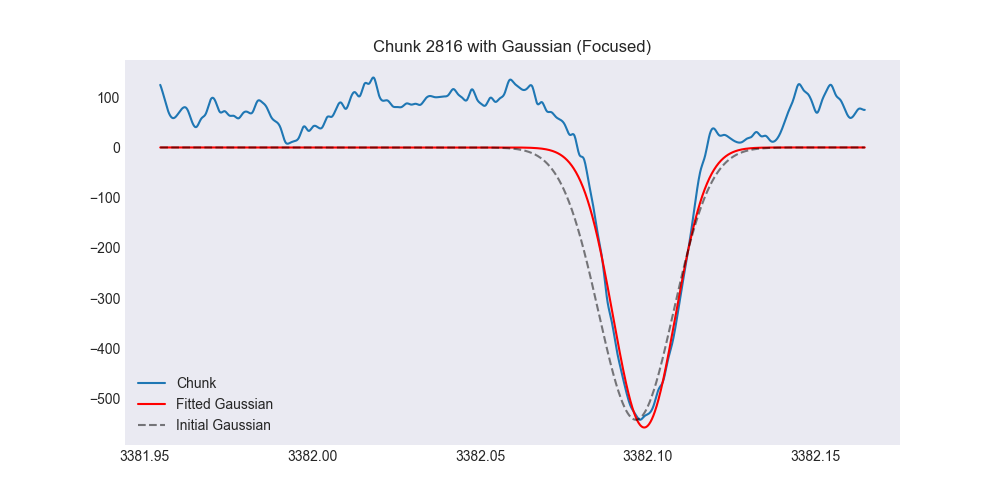 Chunk 2816 with Gaussian (Focused)
100
0
−100
−200
−300
−400
−500
Chunk
Fitted Gaussian
Initial Gaussian
3381.95 3382.00 3382.05 3382.10 3382.15